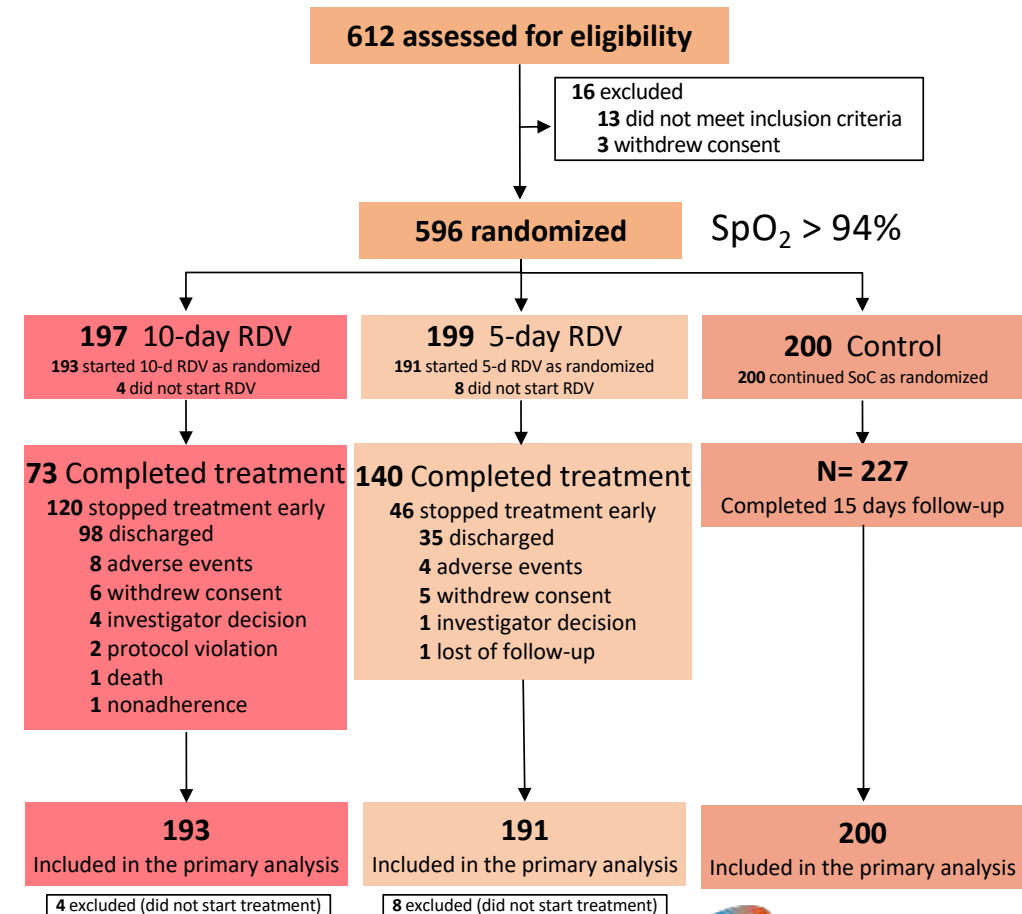 612 assessed for eligibility
16 excluded
13 did not meet inclusion criteria
3 withdrew consent
596 randomized
SpO₂ > 94%
197 10-day RDV
193 started 10-d RDV as randomized
4 did not start RDV
199 5-day RDV
191 started 5-d RDV as randomized
8 did not start RDV
200 Control
200 continued SoC as randomized
73 Completed treatment
120 stopped treatment early
98 discharged
8 adverse events
6 withdrew consent
4 investigator decision
2 protocol violation
1 death
1 nonadherence
140 Completed treatment
46 stopped treatment early
35 discharged
4 adverse events
5 withdrew consent
1 investigator decision
1 lost of follow-up
N= 227
Completed 15 days follow-up
193
Included in the primary analysis
191
Included in the primary analysis
200
Included in the primary analysis
4 excluded (did not start treatment)
8 excluded (did not start treatment)